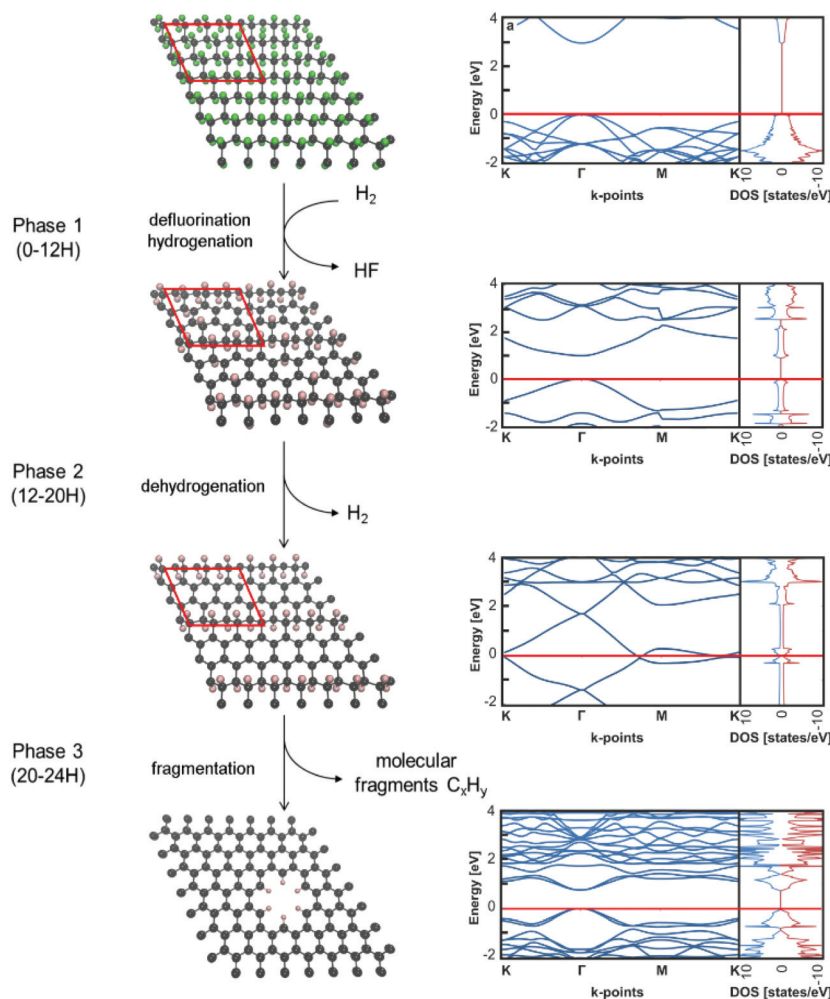 a
4
2
0
-2
Energy [eV]
K
Γ
M
K
10
0
-10
k-points
DOS [states/eV]
Phase 1
(0-12H)
defluorination
hydrogenation
H2
HF
4
2
0
-2
Energy [eV]
K
Γ
M
K
10
0
-10
k-points
DOS [states/eV]
Phase 2
(12-20H)
dehydrogenation
H2
4
2
0
-2
Energy [eV]
K
Γ
M
K
10
0
-10
k-points
DOS [states/eV]
Phase 3
(20-24H)
fragmentation
molecular
fragments CxHy
4
2
0
-2
Energy [eV]
K
Γ
M
K
10
0
-10
k-points
DOS [states/eV]